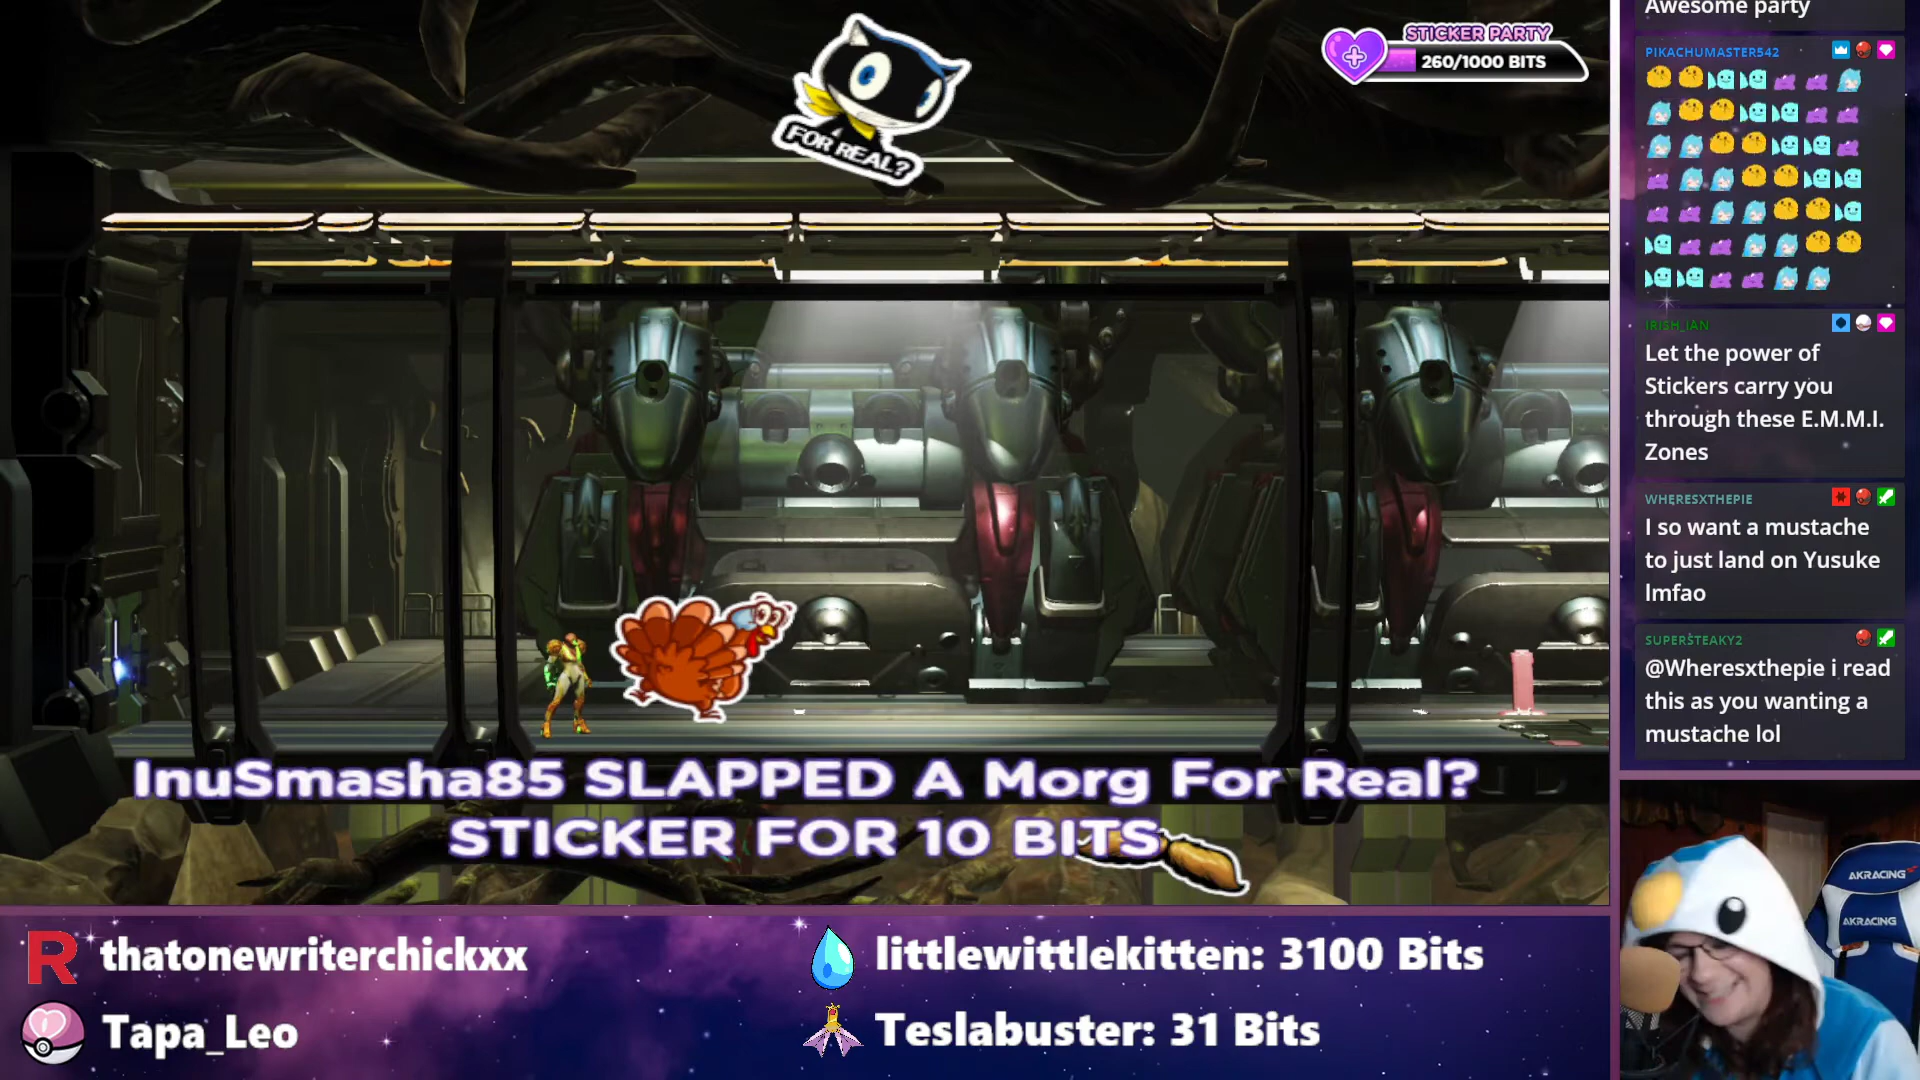 FOR REAL?
STICKER PARTY
260/1000 BITS
InuSmasha85 SLAPPED A Morg For Real?
STICKER FOR 10 BITS
R thatonewriterchickxx
Tapa_Leo
littlewittlekitten: 3100 Bits
Teslabuster: 31 Bits
Awesome party
PIKACHUMASTER542
IRISH_IAN
Let the power of
Stickers carry you
through these E.M.M.I.
Zones
WHERESXTHEPIE
I so want a mustache
to just land on Yusuke
lmfao
SUPERSTEAKY2
@Wheresxthepie i read
this as you wanting a
mustache lol
AKRACING
AKRACING